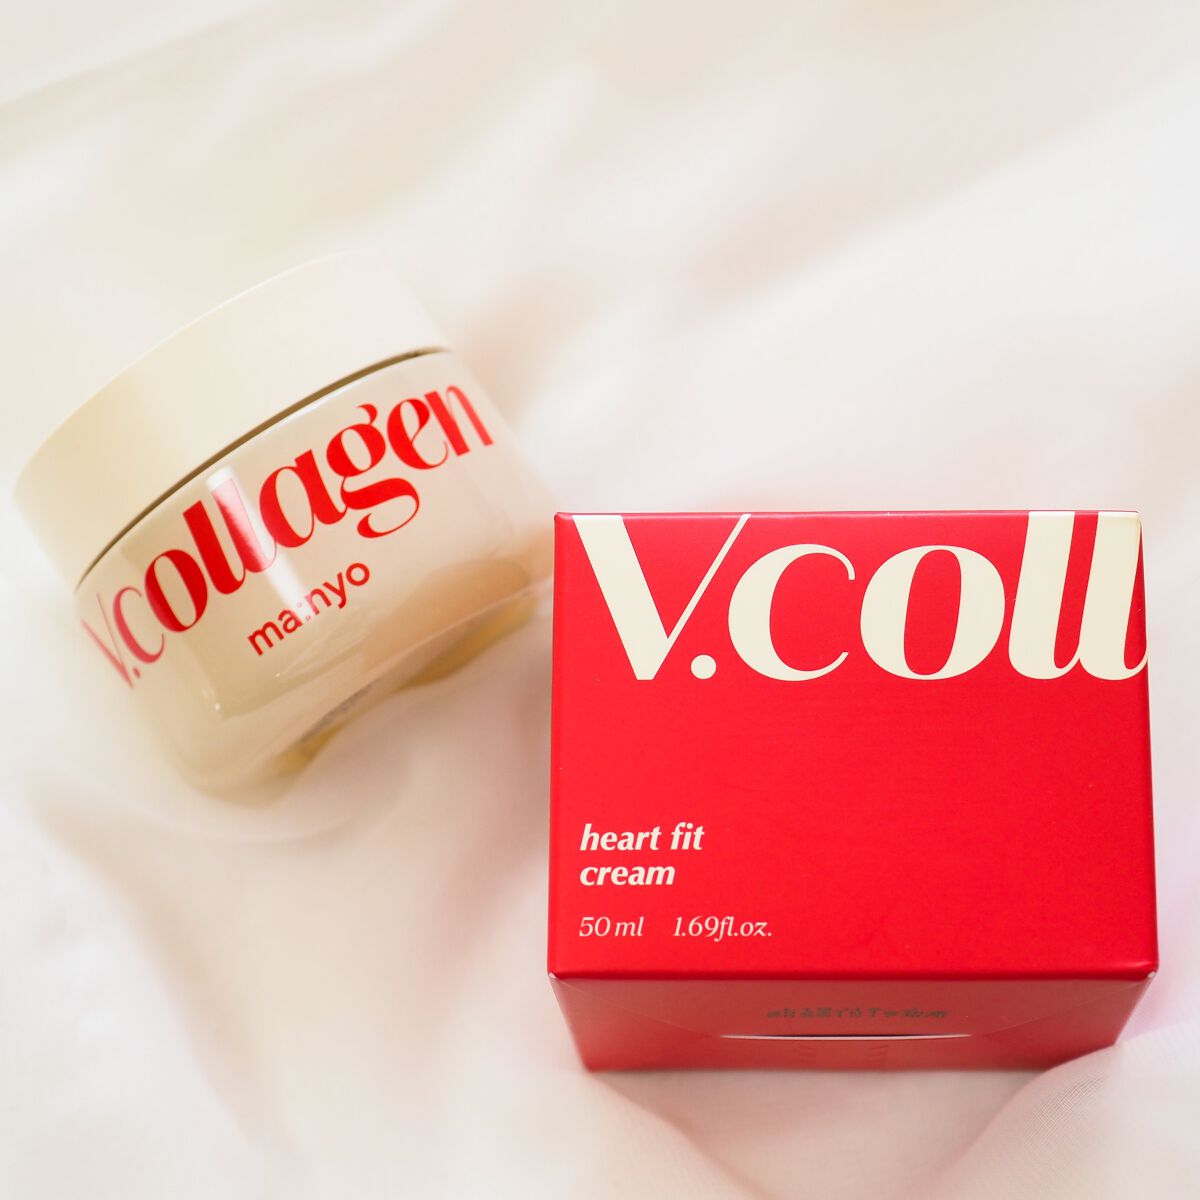 V.collagen
ma:nyo
V.coll
heart fit
cream
50 ml 1.69fl.oz.